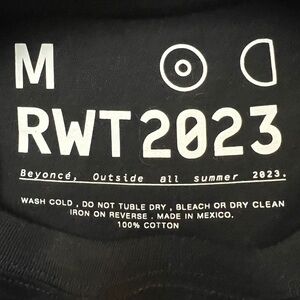 M
RWT2023
Beyoncé, Outside all summer 2023.
WASH COLD , DO NOT TUBLE DRY , BLEACH OR DRY CLEAN
IRON ON REVERSE . MADE IN MEXICO.
100% COTTON